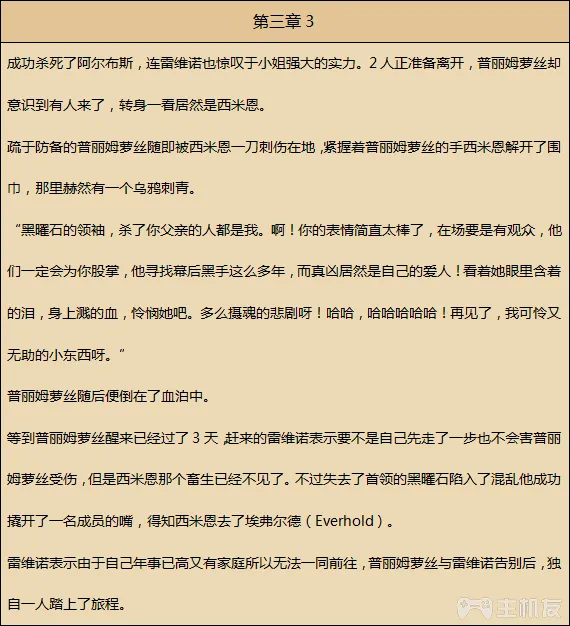 第三章 3
成功杀死了阿尔布斯，连雷维诺也惊叹于小姐强大的实力。2 人正准备离开，普丽姆萝丝却
意识到有人来了，转身一看居然是西米恩。
疏于防备的普丽姆萝丝随即被西米恩一刀刺伤在地，紧握着普丽姆萝丝的手西米恩解开了围
巾，那里赫然有一个乌鸦刺青。
“黑曜石的领袖，杀了你父亲的人都是我。啊！你的表情简直太棒了，在场要是有观众，他
们一定会为你股掌，他寻找幕后黑手这么多年，而真凶居然是自己的爱人！看着她眼里含着
的泪，身上溅的血，怜悯她吧。多么摄魂的悲剧呀！哈哈，哈哈哈哈哈！再见了，我可怜又
无助的小东西呀。”
普丽姆萝丝随后便倒在了血泊中。
等到普丽姆萝丝醒来已经过了 3 天，赶来的雷维诺表示要不是自己先走了一步也不会害普丽
姆萝丝受伤，但是西米恩那个畜生已经不见了。不过失去了首领的黑曜石陷入了混乱他成功
撬开了一名成员的嘴，得知西米恩去了埃弗尔德（Everhold）。
雷维诺表示由于自己年事已高又有家庭所以无法一同前往，普丽姆萝丝与雷维诺告别后，独
自一人踏上了旅程。
主机友